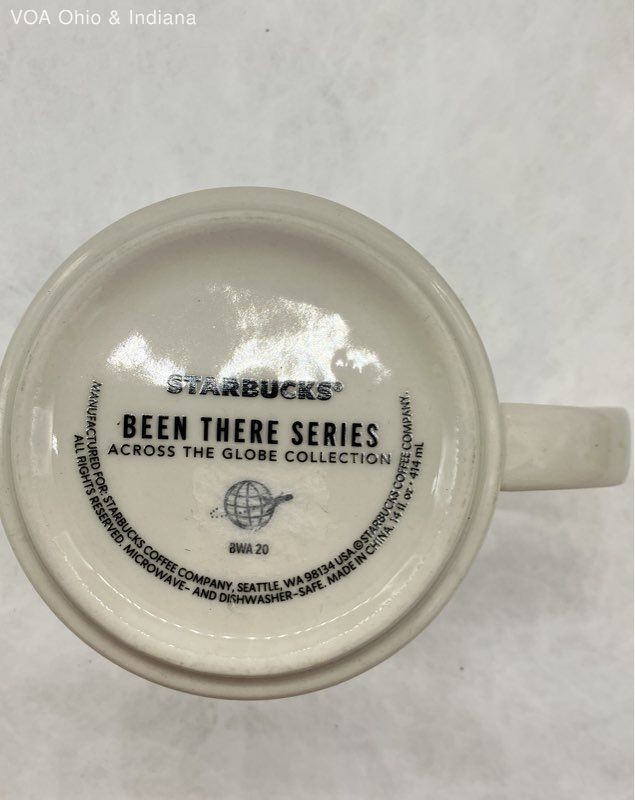 VOA Ohio & Indiana
STARBUCKS®
BEEN THERE SERIES
ACROSS THE GLOBE COLLECTION
BWA 20
MANUFACTURED FOR: STARBUCKS COFFEE COMPANY, SEATTLE, WA 98134 USA ©STARBUCKS COFFEE COMPANY.
ALL RIGHTS RESERVED. MICROWAVE- AND DISHWASHER-SAFE. MADE IN CHINA. 14 fl oz · 414 mL